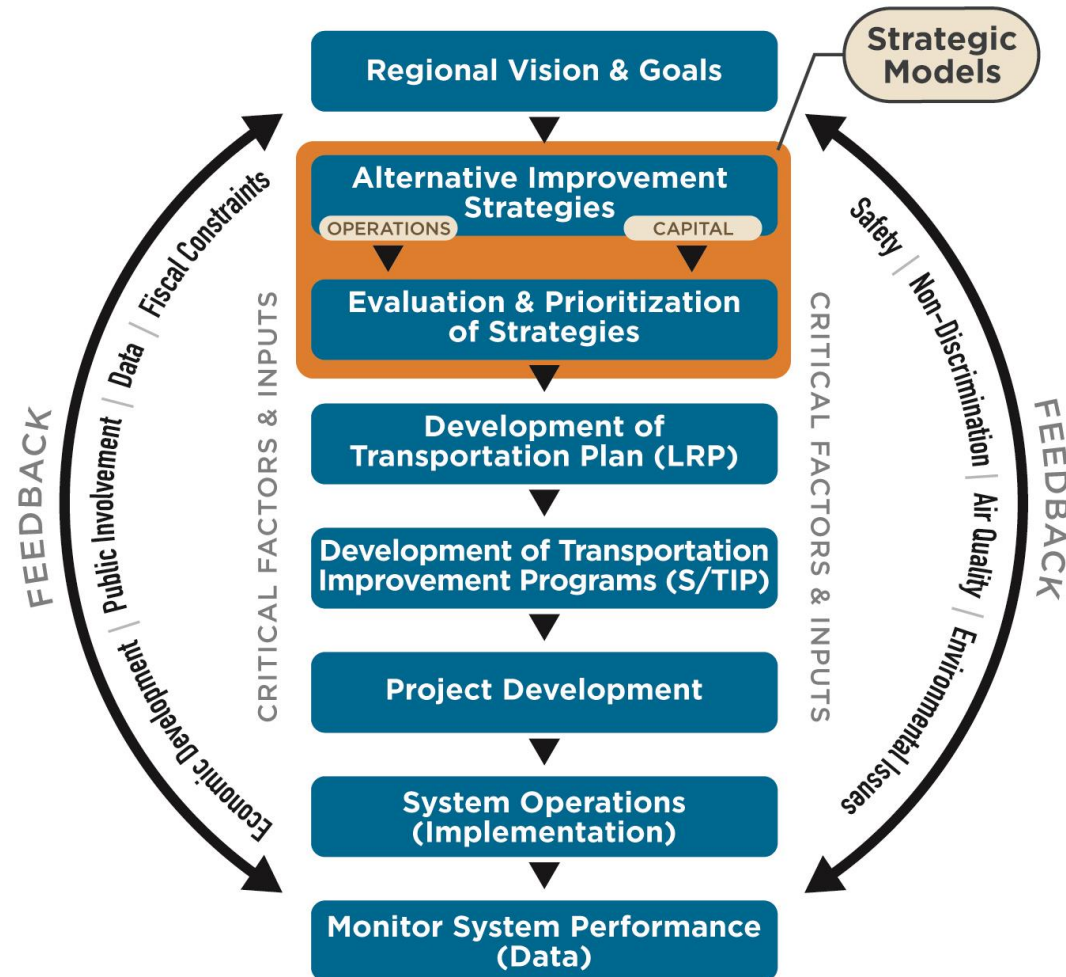 Strategic
Models
Regional Vision & Goals
Alternative Improvement
Strategies
OPERATIONS
CAPITAL
Evaluation & Prioritization
of Strategies
Development of
Transportation Plan (LRP)
Development of Transportation
Improvement Programs (S/TIP)
Project Development
System Operations
(Implementation)
Monitor System Performance
(Data)
FEEDBACK
Economic Development | Public Involvement | Data | Fiscal Constraints
CRITICAL FACTORS & INPUTS
CRITICAL FACTORS & INPUTS
Safety | Non-Discrimination | Air Quality | Environmental Issues
FEEDBACK